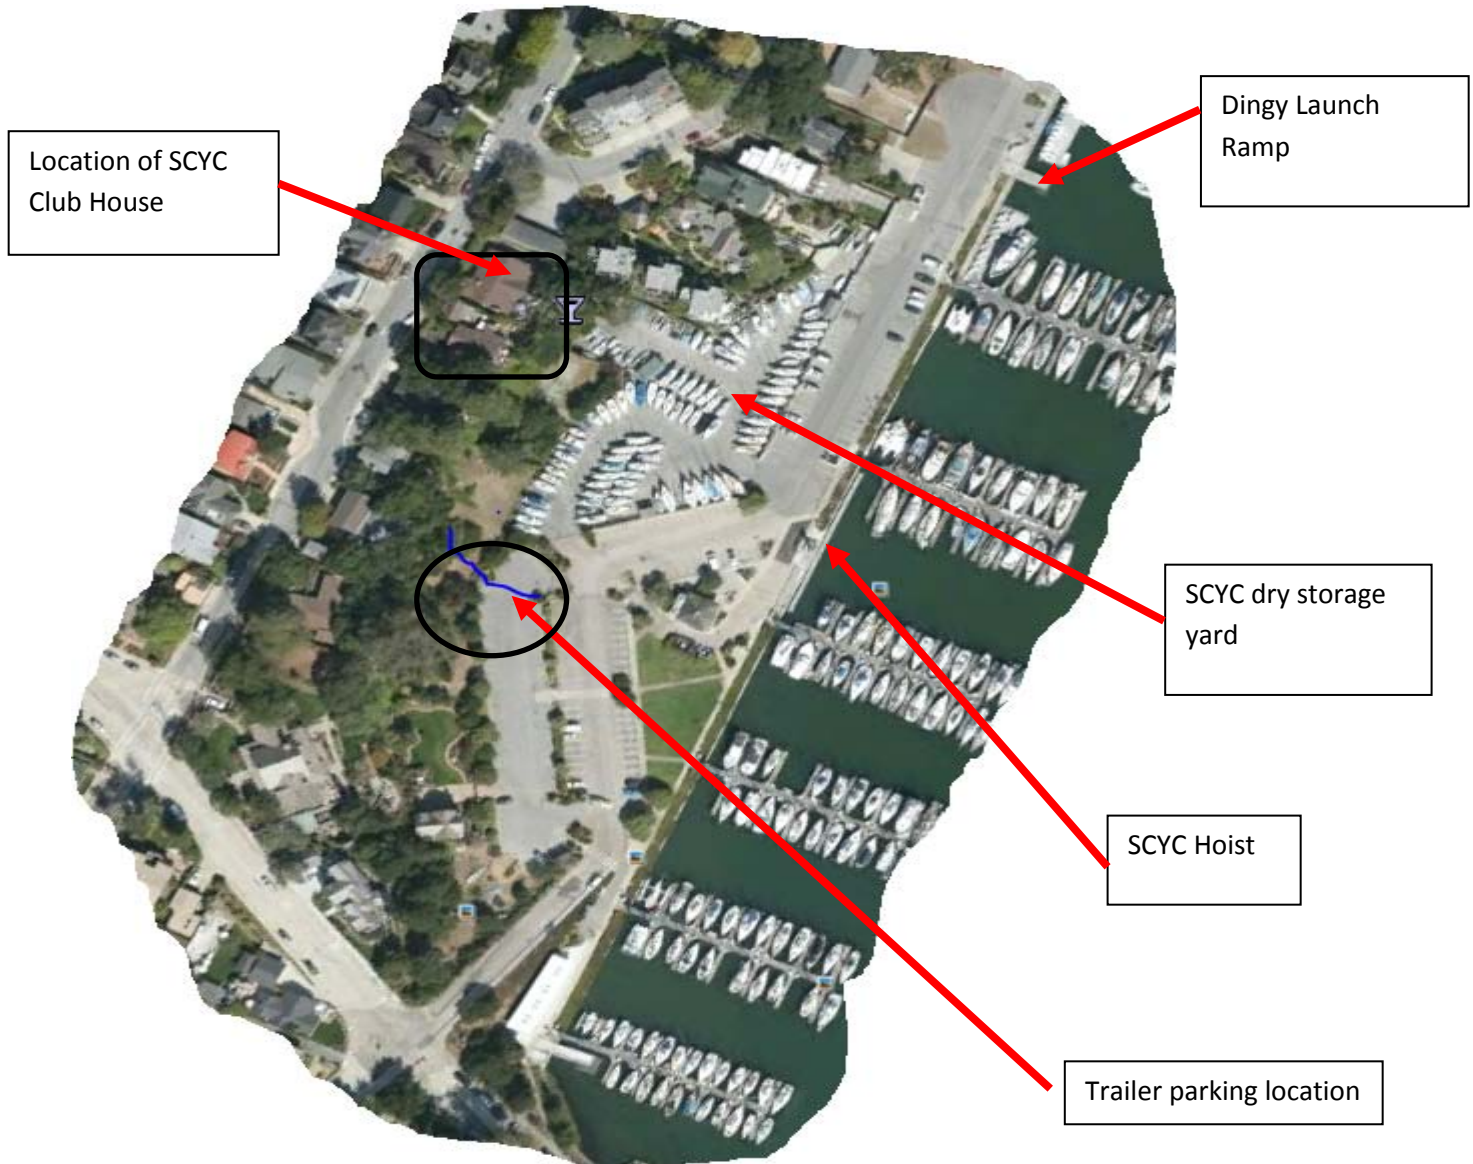 Dingy Launch
Ramp
Location of SCYC
Club House
SCYC dry storage
yard
SCYC Hoist
Trailer parking location